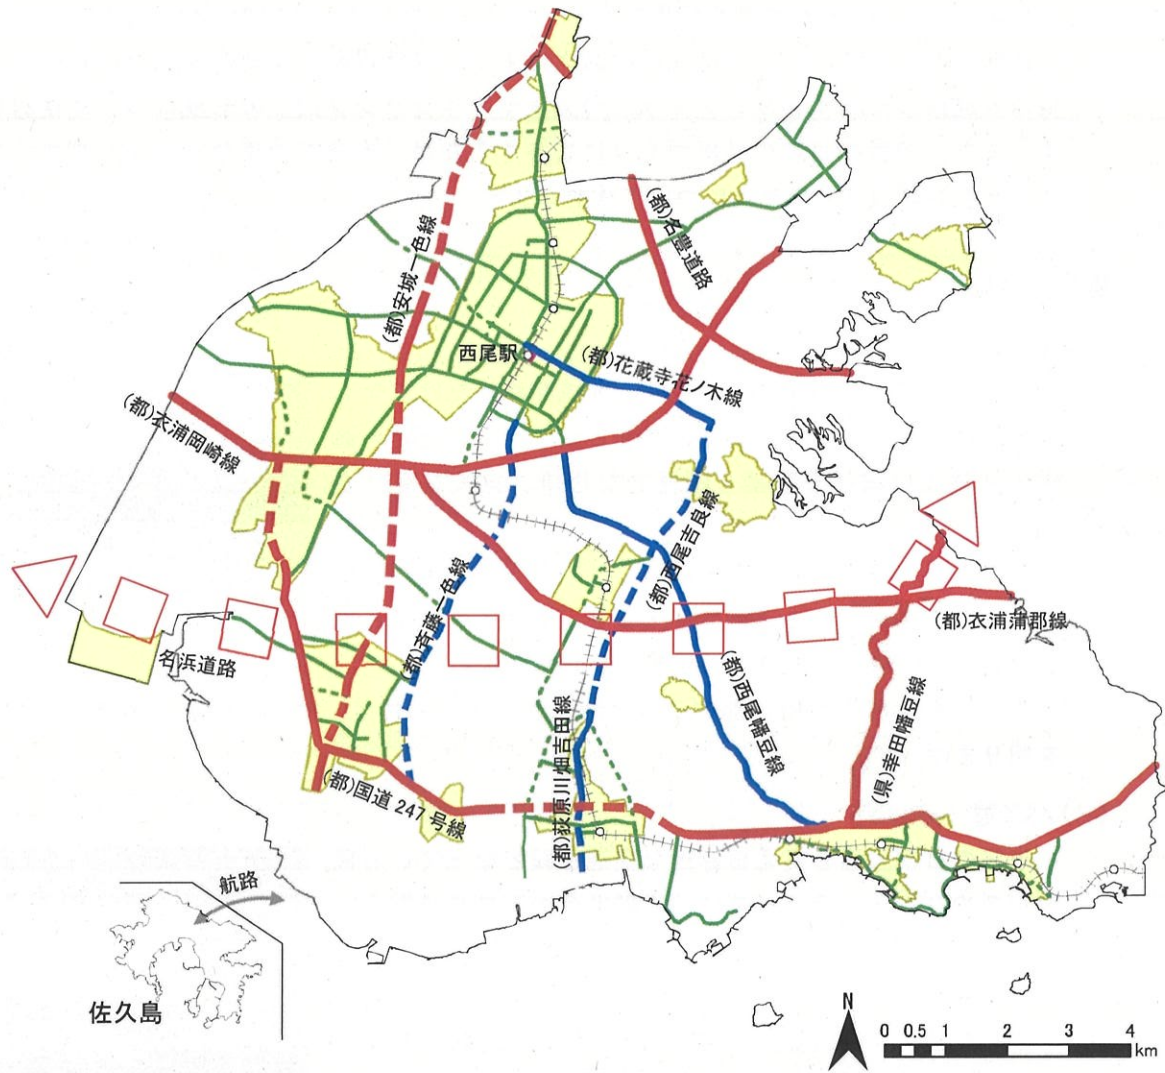 (都)安城一色線
(都)名豊道路
西尾駅
(都)花蔵寺花ノ木線
(都)衣浦岡崎線
(都)西尾吉良線
(都)斉藤一色線
(都)衣浦蒲郡線
名浜道路
(都)西尾幡豆線
(県)幸田幡豆線
(都)荻原川畑吉田線
(都)国道247号線
航路
佐久島
N
0 0.5 1 2 3 4
km